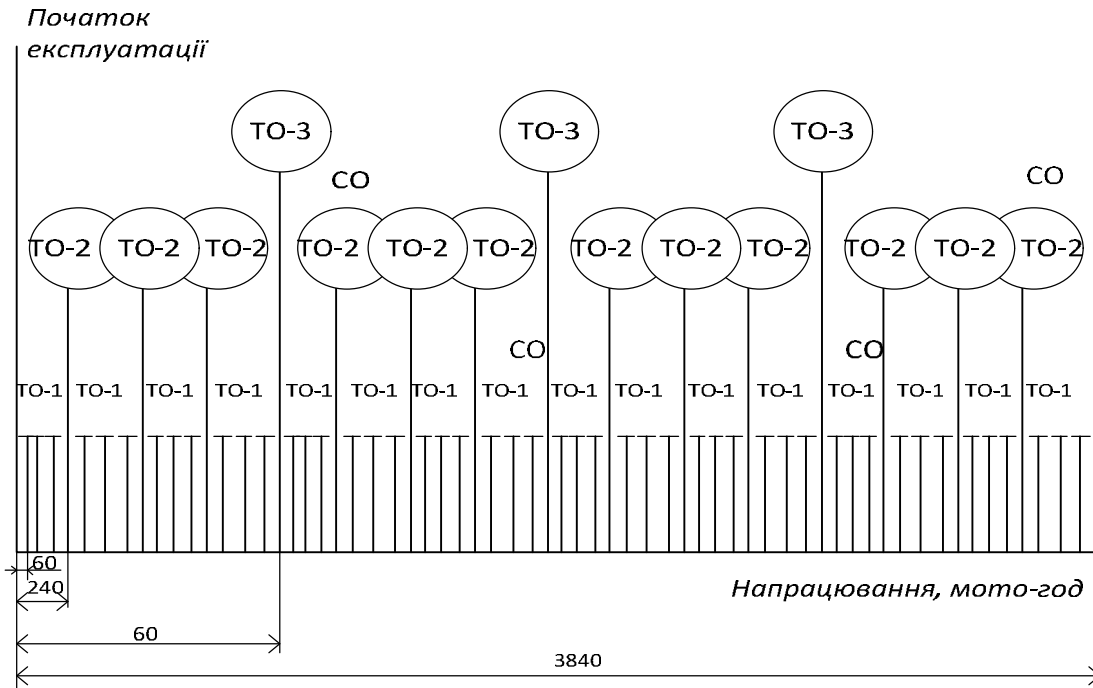 Початок
експлуатації
ТО-3 ТО-3 ТО-3
СО СО
ТО-2 ТО-2 ТО-2 ТО-2 ТО-2 ТО-2 ТО-2 ТО-2 ТО-2 ТО-2 ТО-2 ТО-2
СО СО
ТО-1 ТО-1 ТО-1 ТО-1 ТО-1 ТО-1 ТО-1 ТО-1 ТО-1 ТО-1 ТО-1 ТО-1 ТО-1 ТО-1 ТО-1
60
240
Напрацювання, мото-год
60
3840